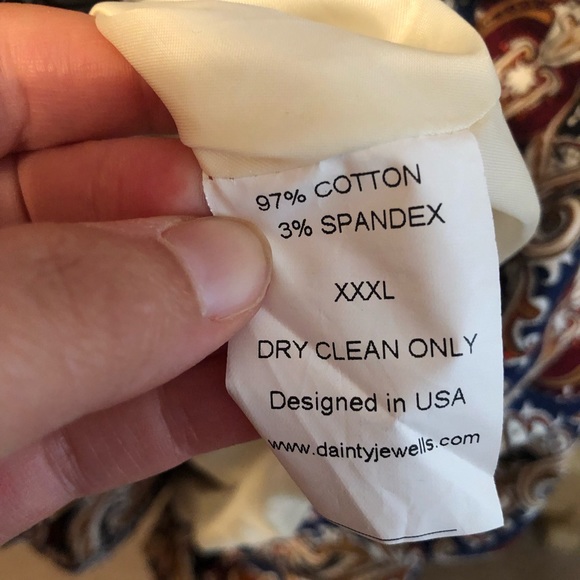 97% COTTON
3% SPANDEX
XXXL
DRY CLEAN ONLY
Designed in USA
www.daintyjewells.com